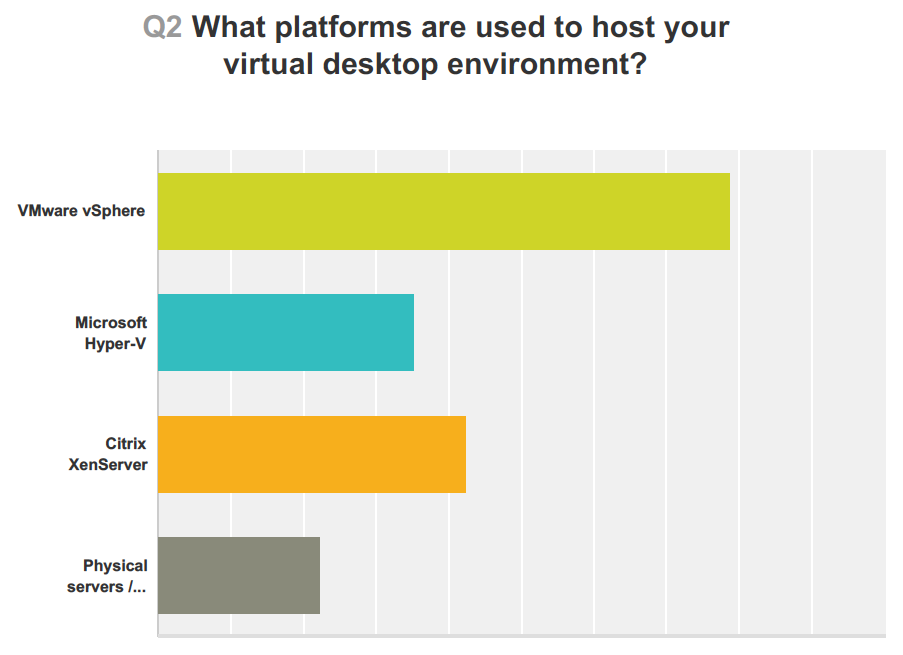 Q2 What platforms are used to host your
virtual desktop environment?
VMware vSphere
Microsoft
Hyper-V
Citrix
XenServer
Physical
servers /...